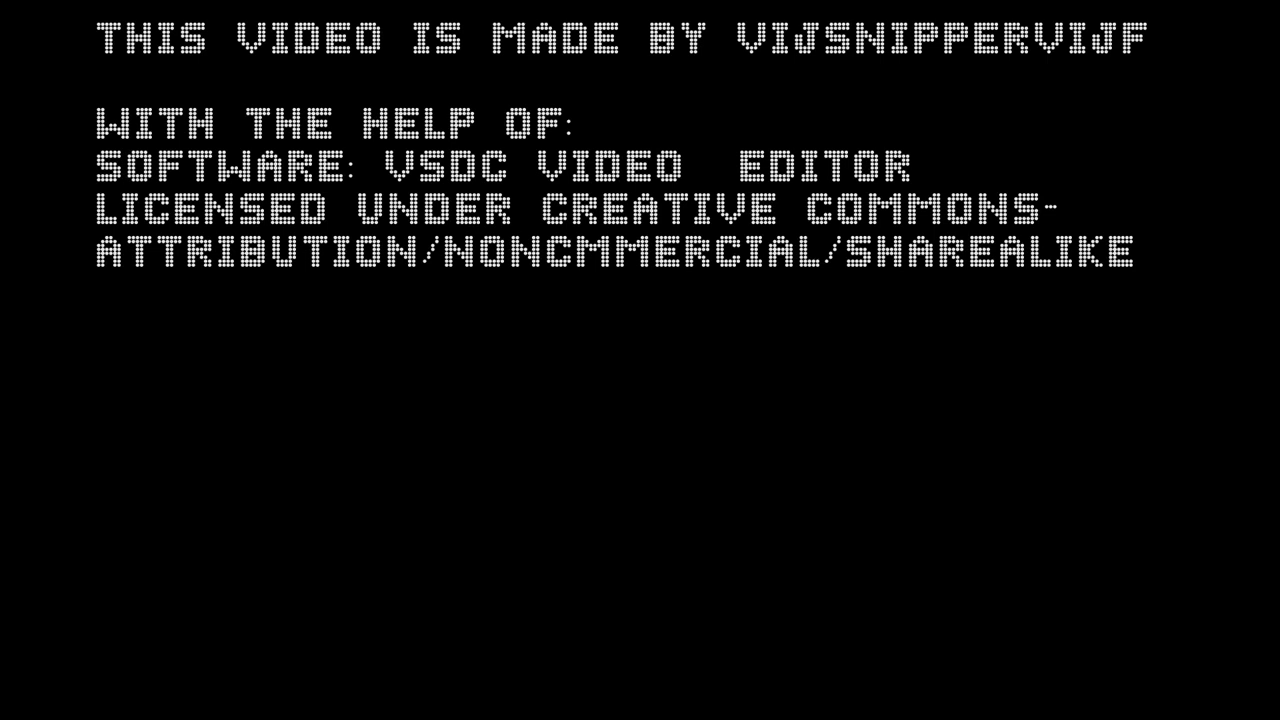 THIS VIDEO IS MADE BY VIJSNIPPERVIJF
WITH THE HELP OF:
SOFTWARE: VSDC VIDEO  EDITOR
LICENSED UNDER CREATIVE COMMONS-
ATTRIBUTION/NONCMMERCIAL/SHAREALIKE